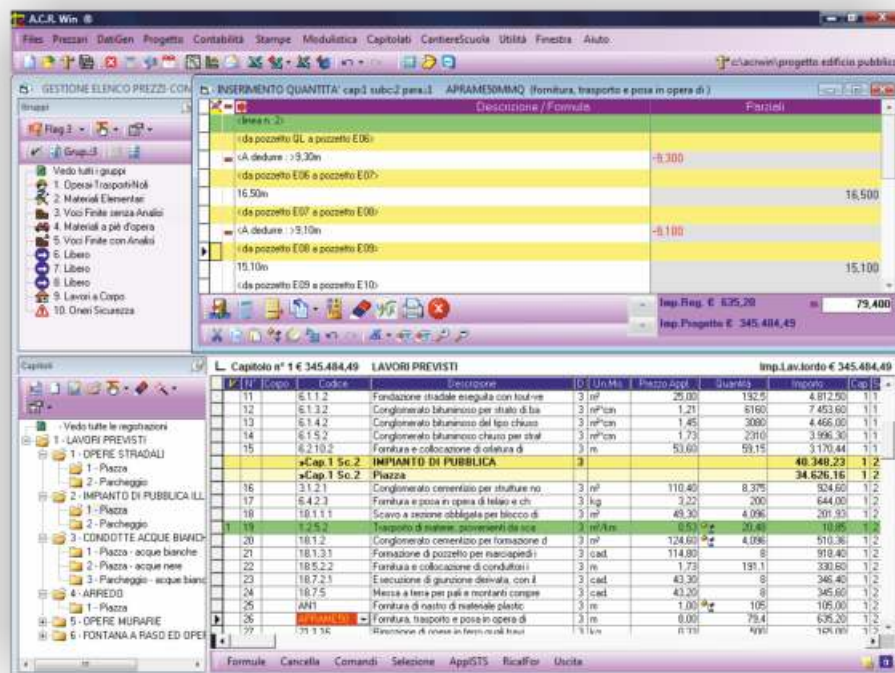 A.C.R. Win ®
Files Prezzari DatiGen Progetto Contabilità Stampe Modulistica Capitolati CantiereScuola Utilità Finestra Aiuto
c:\acrwin\progetto edificio pubblic
GESTIONE ELENCO PREZZI-CON
INSERIMENTO QUANTITA' cap:1 subc:2 para.:1 APRAME50MMQ (fornitura, trasporto e posa in opera di )
Gruppi
Flag 3
Grup.:3
Vedo tutti i gruppi
1. Operai-Trasporti-Noli
2. Materiali Elementari
3. Voci Finite senza Analisi
4. Materiali a piè d'opera
5. Voci Finite con Analisi
6. Libero
7. Libero
8. Libero
9. Lavori a Corpo
10. Oneri Sicurezza
Descrizione / Formula Parziali
<linea n. 2>
<da pozzetto QL a pozzetto E06>
<A dedurre : >9,30m -9,300
<da pozzetto E06 a pozzetto E07>
16,50m 16,500
<da pozzetto E07 a pozzetto E08>
<A dedurre : >9,10m -9,100
<da pozzetto E08 a pozzetto E09>
15,10m 15,100
<da pozzetto E09 a pozzetto E10>
Imp.Reg. € 635,20 m 79,400
Imp.Progetto € 345.484,49
Capitoli
- Vedo tutte le registrazioni
1 - LAVORI PREVISTI
1 - OPERE STRADALI
1 - Piazza
2 - Parcheggio
2 - IMPIANTO DI PUBBLICA ILL
1 - Piazza
2 - Parcheggio
3 - CONDOTTE ACQUE BIANCH
1 - Piazza - acque bianche
2 - Piazza - acque nere
3 - Parcheggio - acque bianc
4 - ARREDO
1 - Piazza
5 - OPERE MURARIE
6 - FONTANA A RASO ED OPER
Capitolo n° 1 € 345.484,49 LAVORI PREVISTI Imp.Lav.lordo € 345.484,49
V N° Corpo Codice Descrizione D Un.Mis. Prezzo Appl. Quantità Importo Cap S
11 6.1.1.2 Fondazione stradale eseguita con tout-ve 3 m³ 25,00 192,5 4.812,50 1 1
12 6.1.3.2 Conglomerato bituminoso per strato di ba 3 m²*cm 1,21 6160 7.453,60 1 1
13 6.1.4.2 Conglomerato bituminoso del tipo chiuso 3 m²*cm 1,45 3080 4.466,00 1 1
14 6.1.5.2 Conglomerato bituminoso chiuso per strat 3 m²*cm 1,73 2310 3.996,30 1 1
15 6.2.10.2 Fornitura e collocazione di orlatura di 3 m 53,60 59,15 3.170,44 1 1
»Cap.1 Sc.2 IMPIANTO DI PUBBLICA 3 40.348,23 1 2
»Cap.1 Sc.2 Piazza 34.626,16 1 2
16 3.1.2.1 Conglomerato cementizio per strutture no 3 m³ 110,40 8,375 924,60 1 2
17 6.4.2.3 Fornitura e posa in opera di telaio e ch 3 kg 3,22 200 644,00 1 2
18 18.1.1.1 Scavo a sezione obbligata per blocco di 3 m³ 49,30 4,096 201,93 1 2
1 19 1.2.5.2 Trasporto di materie, provenienti da sca 3 m³/km 0,53 20,48 10,85 1 2
20 18.1.2 Conglomerato cementizio per formazione d 3 m³ 124,60 4,096 510,36 1 2
21 18.1.3.1 Formazione di pozzetto per marciapiedi i 3 cad. 114,80 8 918,40 1 2
22 18.5.2.2 Fornitura e collocazione di conduttori i 3 m 1,73 191,1 330,60 1 2
23 18.7.2.1 Esecuzione di giunzione derivata, con il 3 cad. 43,30 8 346,40 1 2
24 18.7.5 Messa a terra per pali e montanti compre 3 cad. 43,20 8 345,60 1 2
25 AN1 Fornitura di nastro di materiale plastic 3 m 1,00 105 105,00 1 2
26 APRAME50 Fornitura, trasporto e posa in opera di 3 m 8,00 79,4 635,20 1 2
27 3 kg 0,33 500 165,00 1 2
Formule Cancella Comandi Selezione ApplSTS RicalFor Uscita